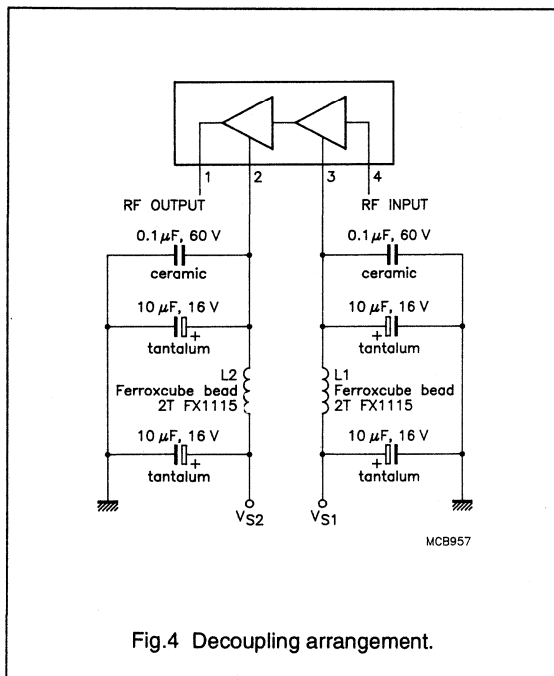 1 2 3 4
RF OUTPUT RF INPUT
0.1 μF, 60 V 0.1 μF, 60 V
ceramic ceramic
10 μF, 16 V 10 μF, 16 V
+ +
tantalum tantalum
L2 L1
Ferroxcube bead Ferroxcube bead
2T FX1115 2T FX1115
10 μF, 16 V 10 μF, 16 V
+ +
tantalum tantalum
VS2 VS1
MCB957
Fig.4 Decoupling arrangement.